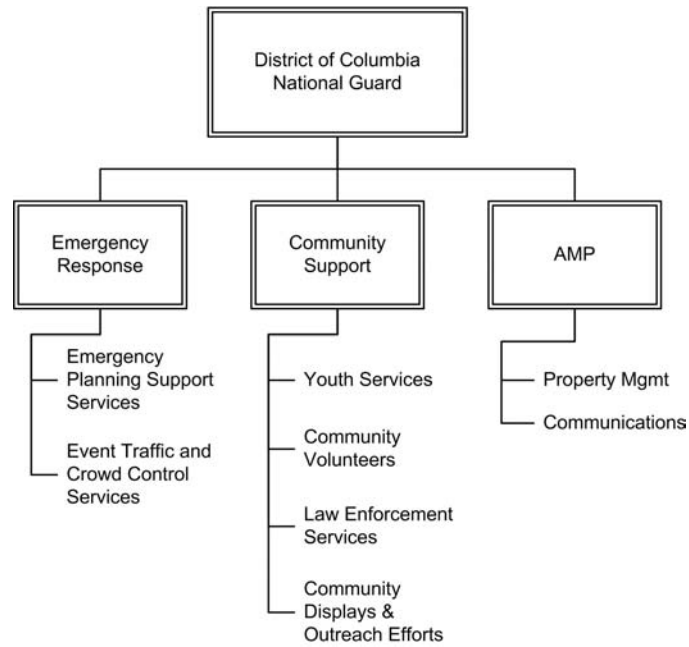 District of Columbia
National Guard
Emergency
Response
Community
Support
AMP
Emergency
Planning Support
Services
Event Traffic and
Crowd Control
Services
Youth Services
Community
Volunteers
Law Enforcement
Services
Community
Displays &
Outreach Efforts
Property Mgmt
Communications